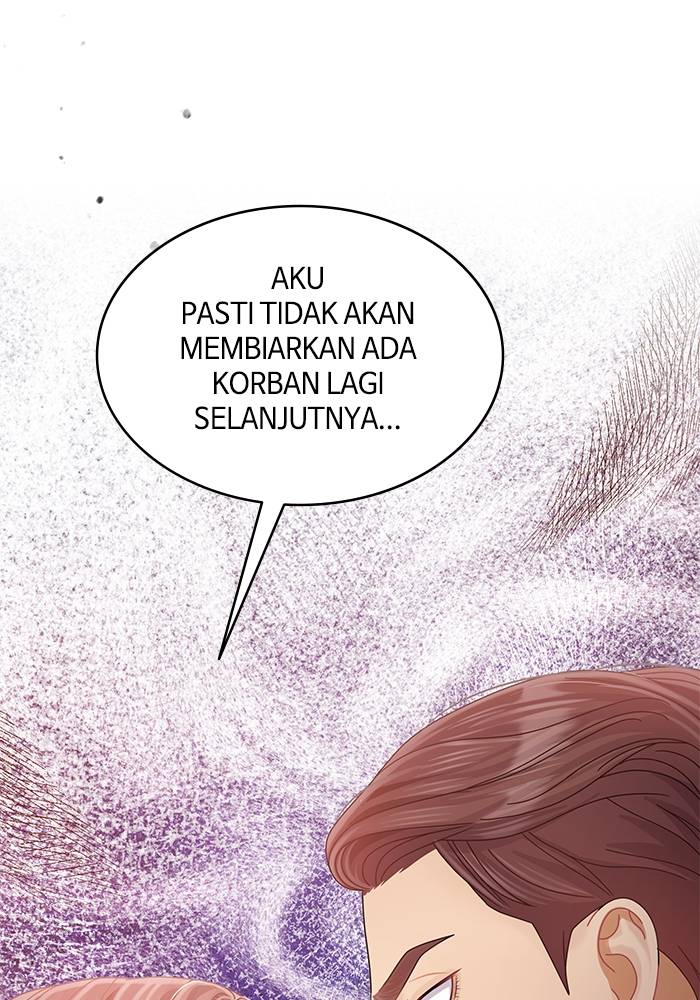 AKU
PASTI TIDAK AKAN
MEMBIARKAN ADA
KORBAN LAGI
SELANJUTNYA...